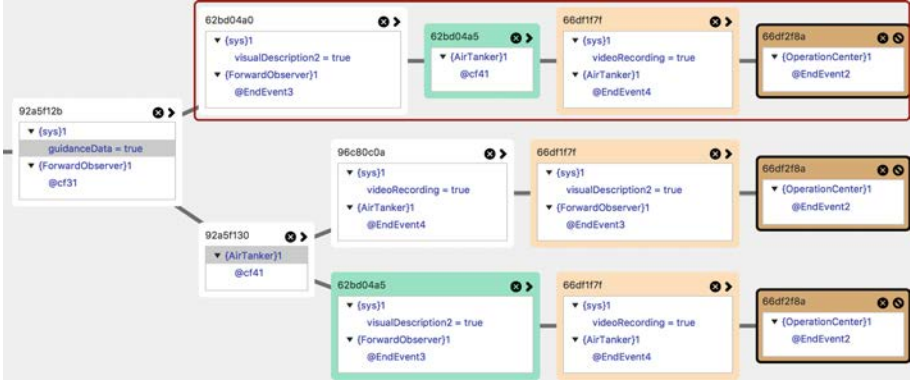 62bd04a0
{sys}1
visualDescription2 = true
{ForwardObserver}1
@EndEvent3
62bd04a5
{AirTanker}1
@cf41
66df1f7f
{sys}1
videoRecording = true
{AirTanker}1
@EndEvent4
66df2f8a
{OperationCenter}1
@EndEvent2
92a5f12b
{sys}1
guidanceData = true
{ForwardObserver}1
@cf31
96c80c0a
{sys}1
videoRecording = true
{AirTanker}1
@EndEvent4
66df1f7f
{sys}1
visualDescription2 = true
{ForwardObserver}1
@EndEvent3
66df2f8a
{OperationCenter}1
@EndEvent2
92a5f130
{AirTanker}1
@cf41
62bd04a5
{sys}1
visualDescription2 = true
{ForwardObserver}1
@EndEvent3
66df1f7f
{sys}1
videoRecording = true
{AirTanker}1
@EndEvent4
66df2f8a
{OperationCenter}1
@EndEvent2